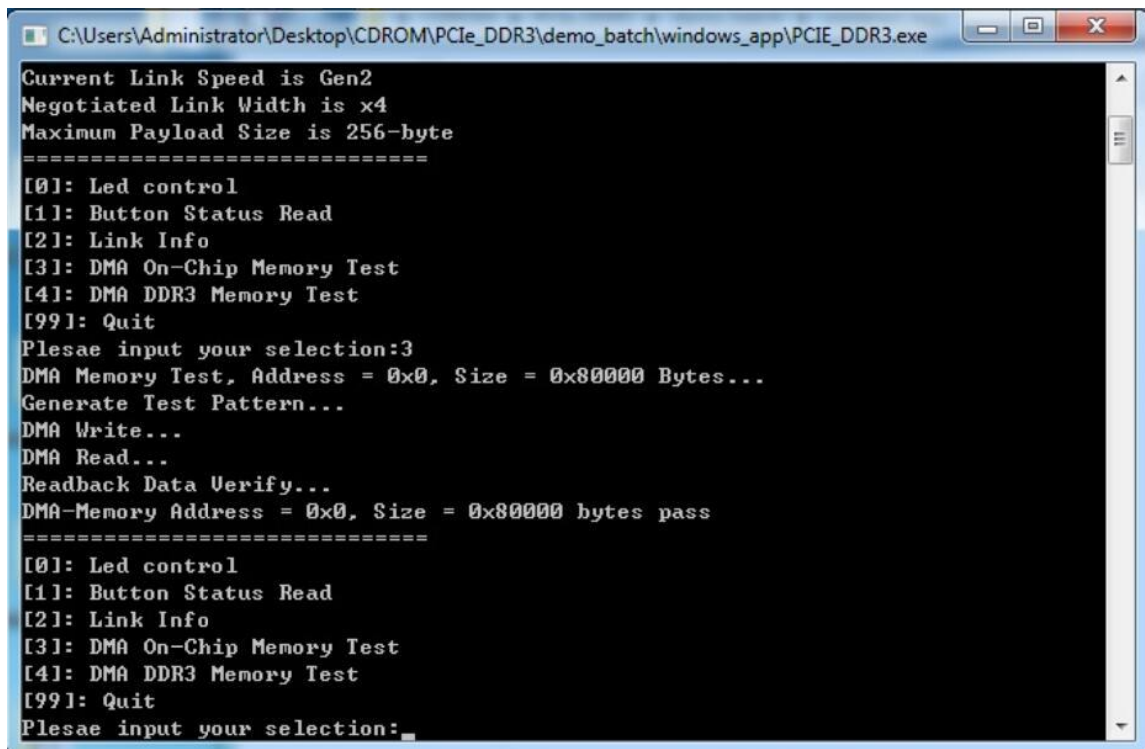 C:\Users\Administrator\Desktop\CDROM\PCIe_DDR3\demo_batch\windows_app\PCIE_DDR3.exe
Current Link Speed is Gen2
Negotiated Link Width is x4
Maximum Payload Size is 256-byte
==============================
[0]: Led control
[1]: Button Status Read
[2]: Link Info
[3]: DMA On-Chip Memory Test
[4]: DMA DDR3 Memory Test
[99]: Quit
Plesae input your selection:3
DMA Memory Test, Address = 0x0, Size = 0x80000 Bytes...
Generate Test Pattern...
DMA Write...
DMA Read...
Readback Data Verify...
DMA-Memory Address = 0x0, Size = 0x80000 bytes pass
==============================
[0]: Led control
[1]: Button Status Read
[2]: Link Info
[3]: DMA On-Chip Memory Test
[4]: DMA DDR3 Memory Test
[99]: Quit
Plesae input your selection:_